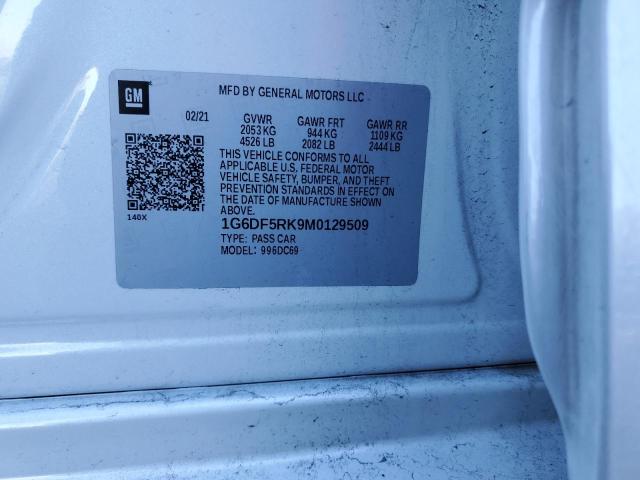 GM
MFD BY GENERAL MOTORS LLC
02/21 GVWR GAWR FRT GAWR RR
2053 KG 944 KG 1109 KG
4526 LB 2082 LB 2444 LB
THIS VEHICLE CONFORMS TO ALL
APPLICABLE U.S. FEDERAL MOTOR
VEHICLE SAFETY, BUMPER, AND THEFT
PREVENTION STANDARDS IN EFFECT ON
THE DATE OF MANUFACTURE SHOWN
ABOVE.
140X
1G6DF5RK9M0129509
TYPE: PASS CAR
MODEL: 996DC69